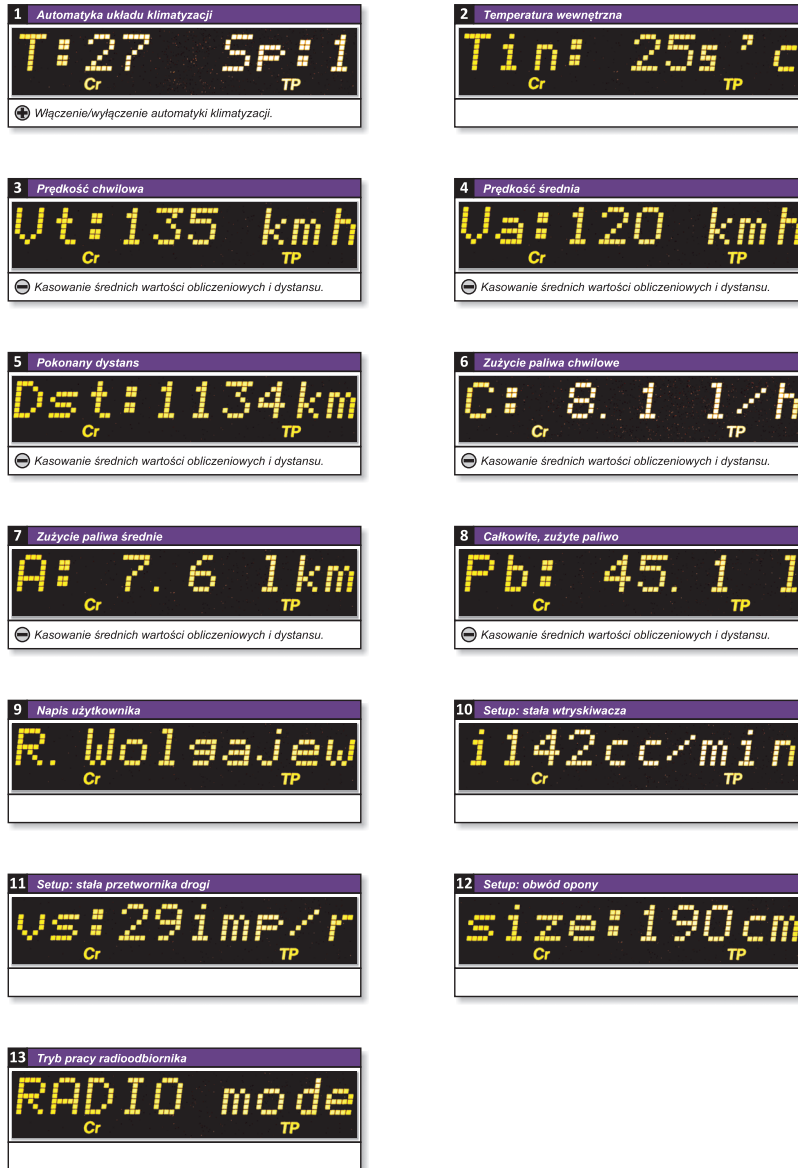 1 Automatyka układu klimatyzacji
T:27 Sp:1
Cr TP
Włączenie/wyłączenie automatyki klimatyzacji.
2 Temperatura wewnętrzna
Tin: 25g'c
Cr TP
3 Prędkość chwilowa
Vt:135 kmh
Cr TP
Kasowanie średnich wartości obliczeniowych i dystansu.
4 Prędkość średnia
Va:120 kmh
Cr TP
Kasowanie średnich wartości obliczeniowych i dystansu.
5 Pokonany dystans
Dst:1134km
Cr TP
Kasowanie średnich wartości obliczeniowych i dystansu.
6 Zużycie paliwa chwilowe
C: 8.1 l/h
Cr TP
Kasowanie średnich wartości obliczeniowych i dystansu.
7 Zużycie paliwa średnie
A: 7.6 lkm
Cr TP
Kasowanie średnich wartości obliczeniowych i dystansu.
8 Całkowite, zużyte paliwo
Pb: 45.1 l
Cr TP
Kasowanie średnich wartości obliczeniowych i dystansu.
9 Napis użytkownika
R. Wolgajew
Cr TP
10 Setup: stała wtryskiwacza
i142cc/min
Cr TP
11 Setup: stała przetwornika drogi
vs:29imp/r
Cr TP
12 Setup: obwód opony
size:190cm
Cr TP
13 Tryb pracy radioodbiornika
RADIO mode
Cr TP